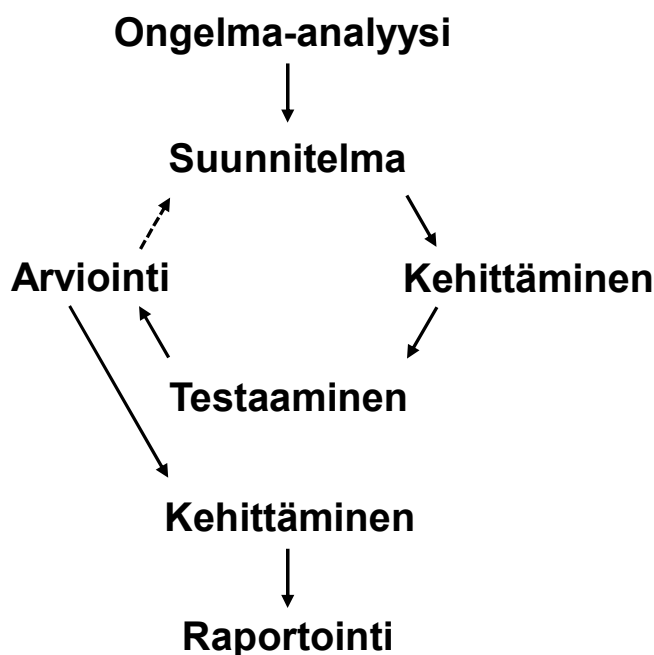 Ongelma-analyysi
Suunnitelma
Arviointi
Kehittäminen
Testaaminen
Kehittäminen
Raportointi